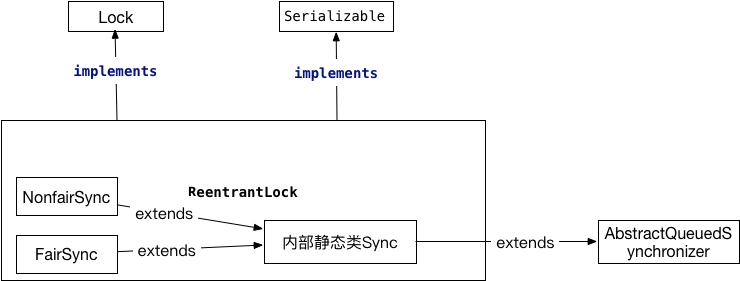 Lock
Serializable
implements
implements
ReentrantLock
NonfairSync
extends
FairSync
extends
内部静态类Sync
extends
AbstractQueuedS
ynchronizer